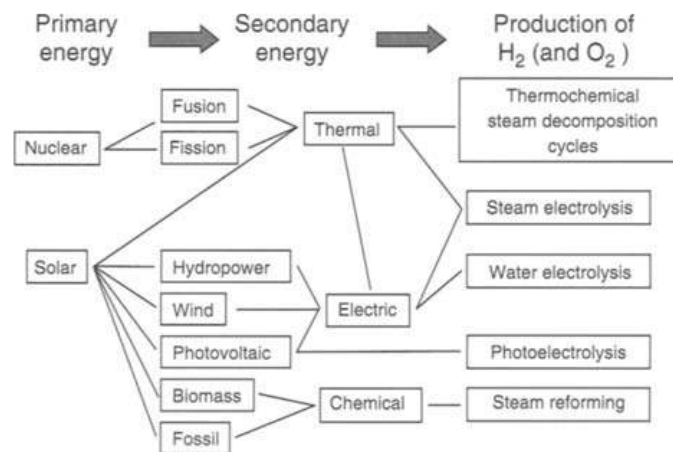 Primary
energy
Secondary
energy
Production of
H₂ (and O₂ )
Fusion
Fission
Nuclear
Thermal
Thermochemical
steam decomposition
cycles
Steam electrolysis
Solar
Hydropower
Water electrolysis
Wind
Electric
Photovoltaic
Photoelectrolysis
Biomass
Chemical
Steam reforming
Fossil